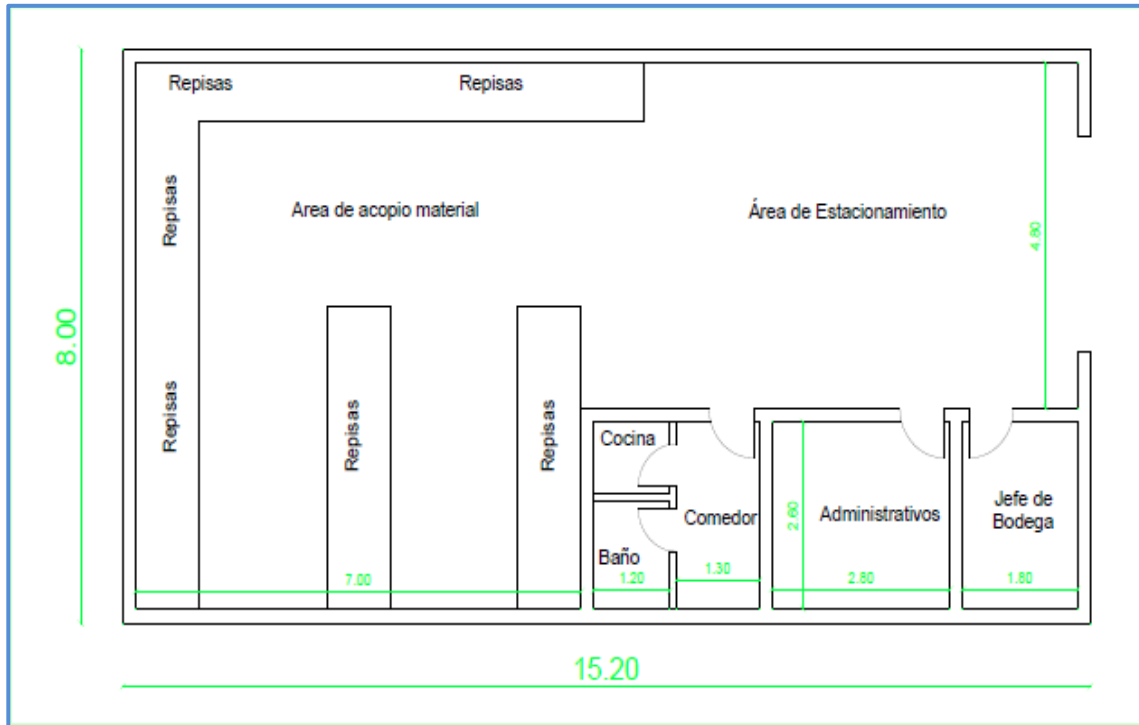 Repisas
Repisas
Repisas
Area de acopio material
Área de Estacionamiento
4.80
8.00
Repisas
Repisas
Repisas
Cocina
Comedor
Administrativos
Jefe de
Bodega
2.60
Baño
7.00
1.20
1.30
2.80
1.80
15.20